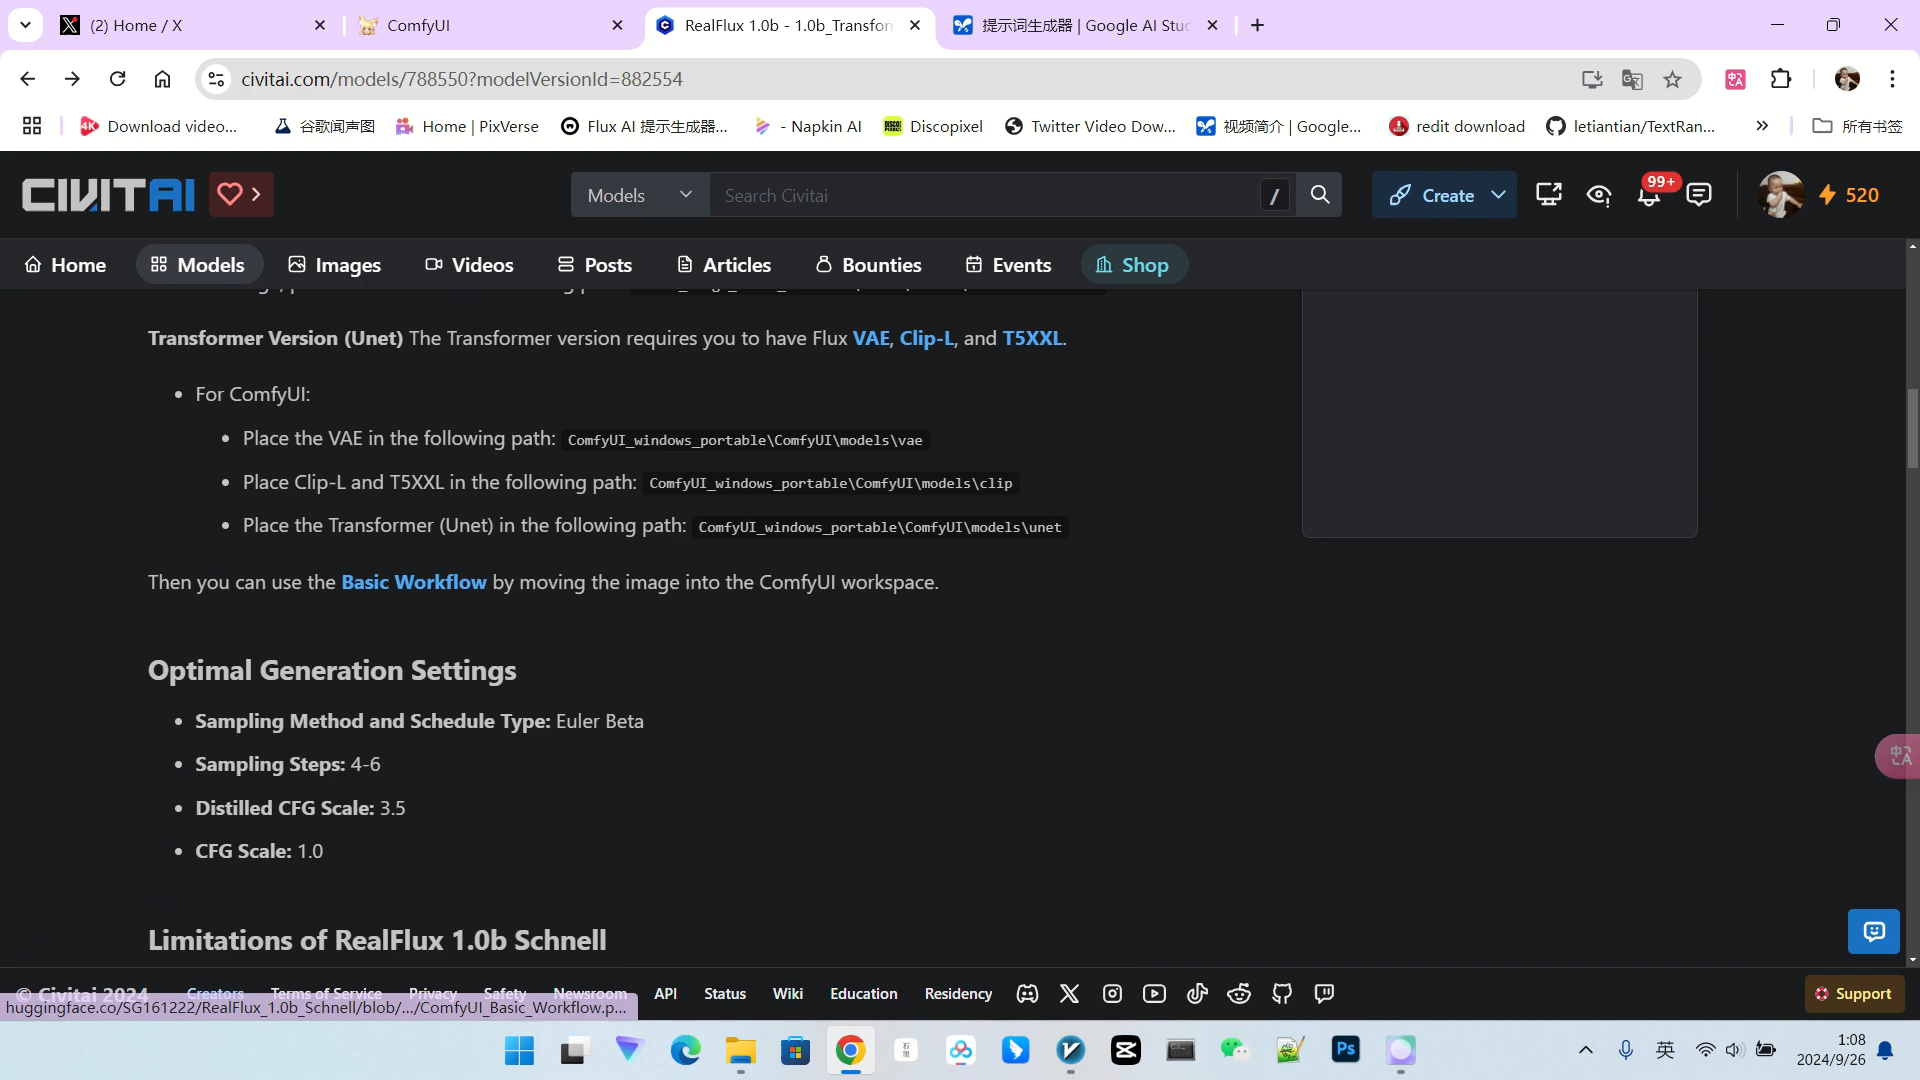 (2) Home / X
ComfyUI
RealFlux 1.0b - 1.0b_Transfor
提示词生成器 | Google AI Stuc
civitai.com/models/788550?modelVersionId=882554
Download video...
谷歌闻声图
Home | PixVerse
Flux AI 提示生成器...
- Napkin AI
Discopixel
Twitter Video Dow...
视频简介 | Google...
redit download
letiantian/TextRan...
所有书签
CIVITAI
Models
Search Civitai
/
Create
99+
520
Home
Models
Images
Videos
Posts
Articles
Bounties
Events
Shop
Transformer Version (Unet) The Transformer version requires you to have Flux VAE, Clip-L, and T5XXL.
• For ComfyUI:
• Place the VAE in the following path: ComfyUI_windows_portable\ComfyUI\models\vae
• Place Clip-L and T5XXL in the following path: ComfyUI_windows_portable\ComfyUI\models\clip
• Place the Transformer (Unet) in the following path: ComfyUI_windows_portable\ComfyUI\models\unet
Then you can use the Basic Workflow by moving the image into the ComfyUI workspace.
Optimal Generation Settings
• Sampling Method and Schedule Type: Euler Beta
• Sampling Steps: 4-6
• Distilled CFG Scale: 3.5
• CFG Scale: 1.0
Limitations of RealFlux 1.0b Schnell
© Civitai 2024
Creators
Terms of Service
Privacy
Safety
Newsroom
API
Status
Wiki
Education
Residency
Support
huggingface.co/SG161222/RealFlux_1.0b_Schnell/blob/.../ComfyUI_Basic_Workflow.p...
英
1:08
2024/9/26